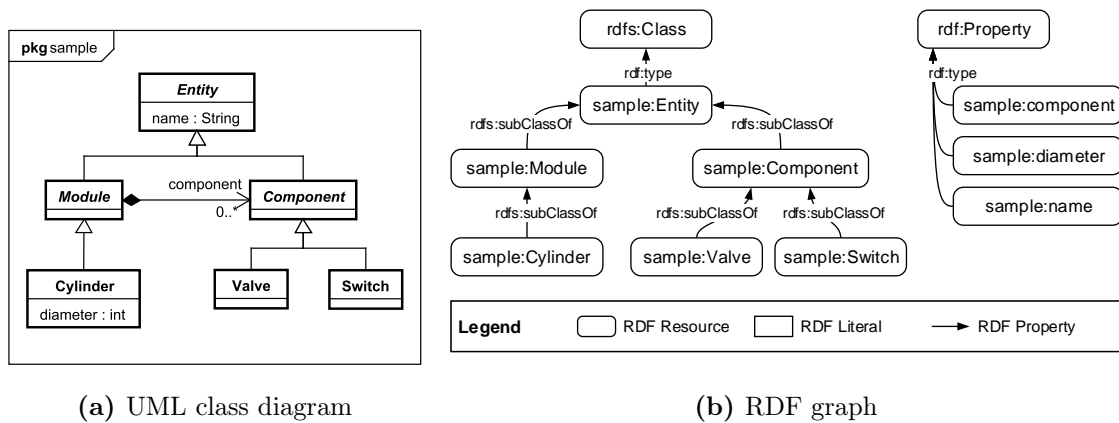 pkg sample
Entity
name : String
component
Module
Component
0..*
Cylinder
diameter : int
Valve
Switch
(a) UML class diagram
rdfs:Class
rdf:type
sample:Entity
rdfs:subClassOf
rdfs:subClassOf
sample:Module
sample:Component
rdfs:subClassOf
rdfs:subClassOf
rdfs:subClassOf
sample:Cylinder
sample:Valve
sample:Switch
rdf:Property
rdf:type
sample:component
sample:diameter
sample:name
Legend
RDF Resource
RDF Literal
RDF Property
(b) RDF graph